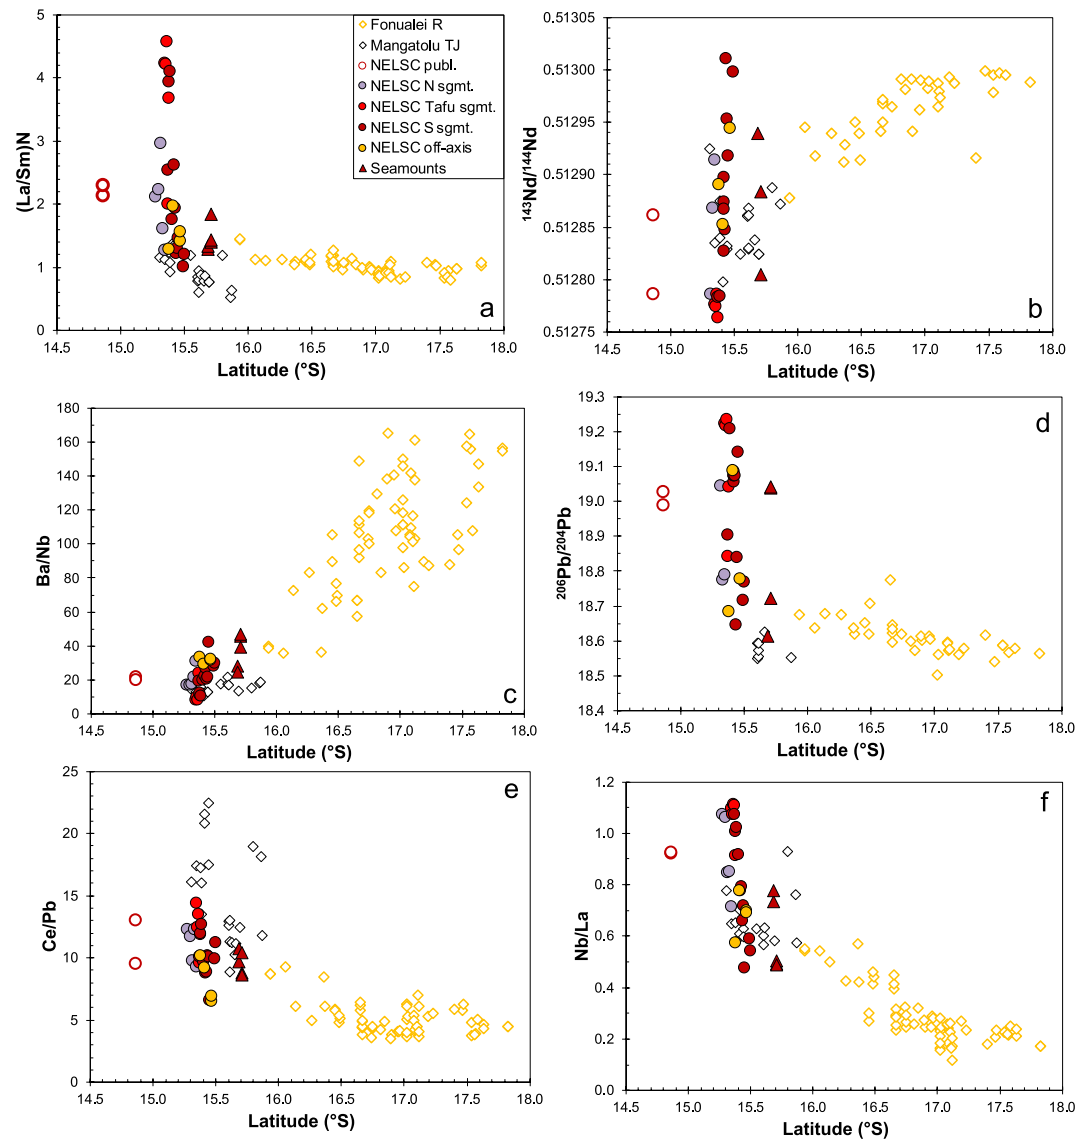 5
4
3
2
1
0
(La/Sm)N
Fonualei R
Mangatolu TJ
NELSC publ.
NELSC N sgmt.
NELSC Tafu sgmt.
NELSC S sgmt.
NELSC off-axis
Seamounts
a
14.5 15.0 15.5 16.0 16.5 17.0 17.5 18.0
Latitude (°S)
0.51305
0.51300
0.51295
0.51290
0.51285
0.51280
0.51275
143Nd/144Nd
b
14.5 15.0 15.5 16.0 16.5 17.0 17.5 18.0
Latitude (°S)
180
160
140
120
100
80
60
40
20
0
Ba/Nb
c
14.5 15.0 15.5 16.0 16.5 17.0 17.5 18.0
Latitude (°S)
19.3
19.2
19.1
19.0
18.9
18.8
18.7
18.6
18.5
18.4
206Pb/204Pb
d
14.5 15.0 15.5 16.0 16.5 17.0 17.5 18.0
Latitude (°S)
25
20
15
10
5
0
Ce/Pb
e
14.5 15.0 15.5 16.0 16.5 17.0 17.5 18.0
Latitude (°S)
1.2
1.0
0.8
0.6
0.4
0.2
0.0
Nb/La
f
14.5 15.0 15.5 16.0 16.5 17.0 17.5 18.0
Latitude (°S)